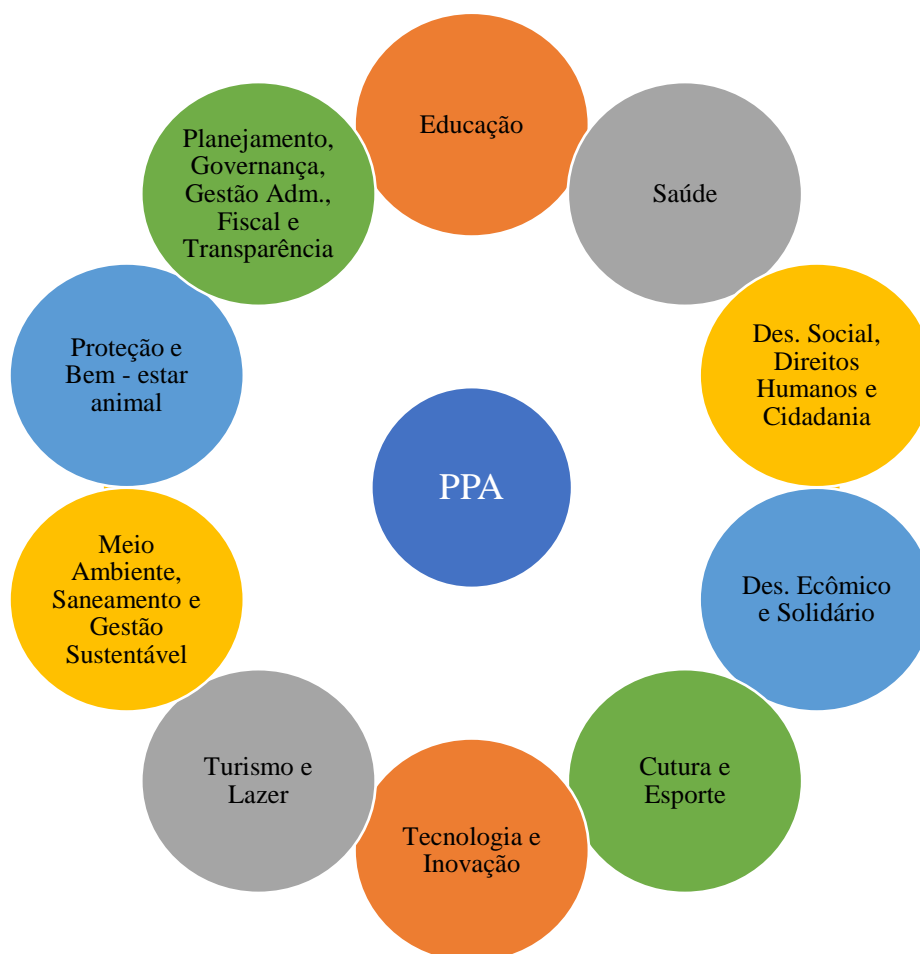 Educação
Saúde
Des. Social,
Direitos
Humanos e
Cidadania
Des. Ecômico
e Solidário
Cutura e
Esporte
Tecnologia e
Inovação
Turismo e
Lazer
Meio
Ambiente,
Saneamento e
Gestão
Sustentável
Proteção e
Bem - estar
animal
Planejamento,
Governança,
Gestão Adm.,
Fiscal e
Transparência
PPA